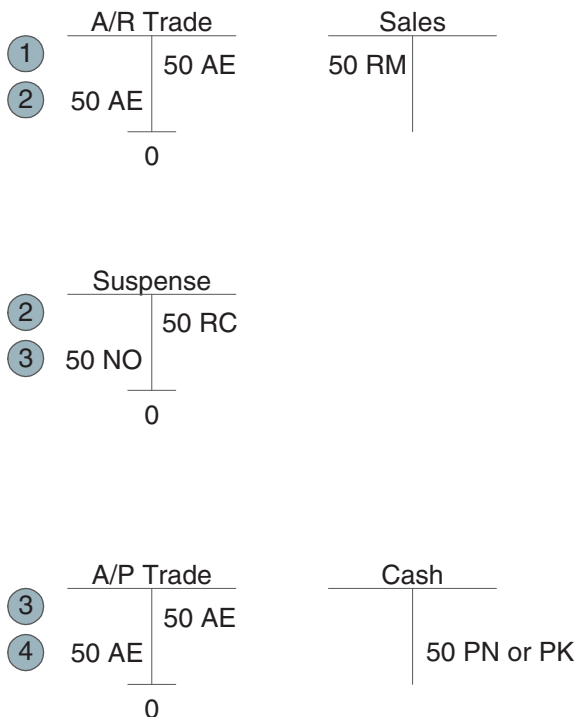 A/R Trade Sales
1 50 AE 50 RM
2 50 AE
0
Suspense
2 50 RC
3 50 NO
0
A/P Trade Cash
3 50 AE
4 50 AE 50 PN or PK
0